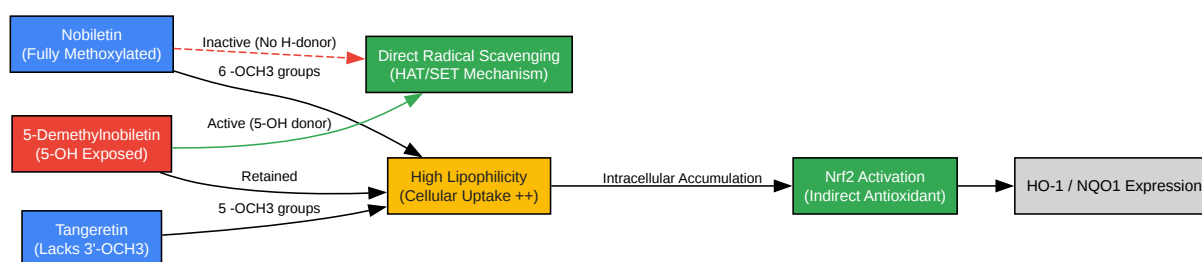 Nobiletin
(Fully Methoxylated)
Inactive (No H-donor)
6 -OCH3 groups
Direct Radical Scavenging
(HAT/SET Mechanism)
5-Demethylnobiletin
(5-OH Exposed)
Active (5-OH donor)
Retained
5 -OCH3 groups
Tangeretin
(Lacks 3'-OCH3)
High Lipophilicity
(Cellular Uptake ++)
Intracellular Accumulation
Nrf2 Activation
(Indirect Antioxidant)
HO-1 / NQO1 Expression